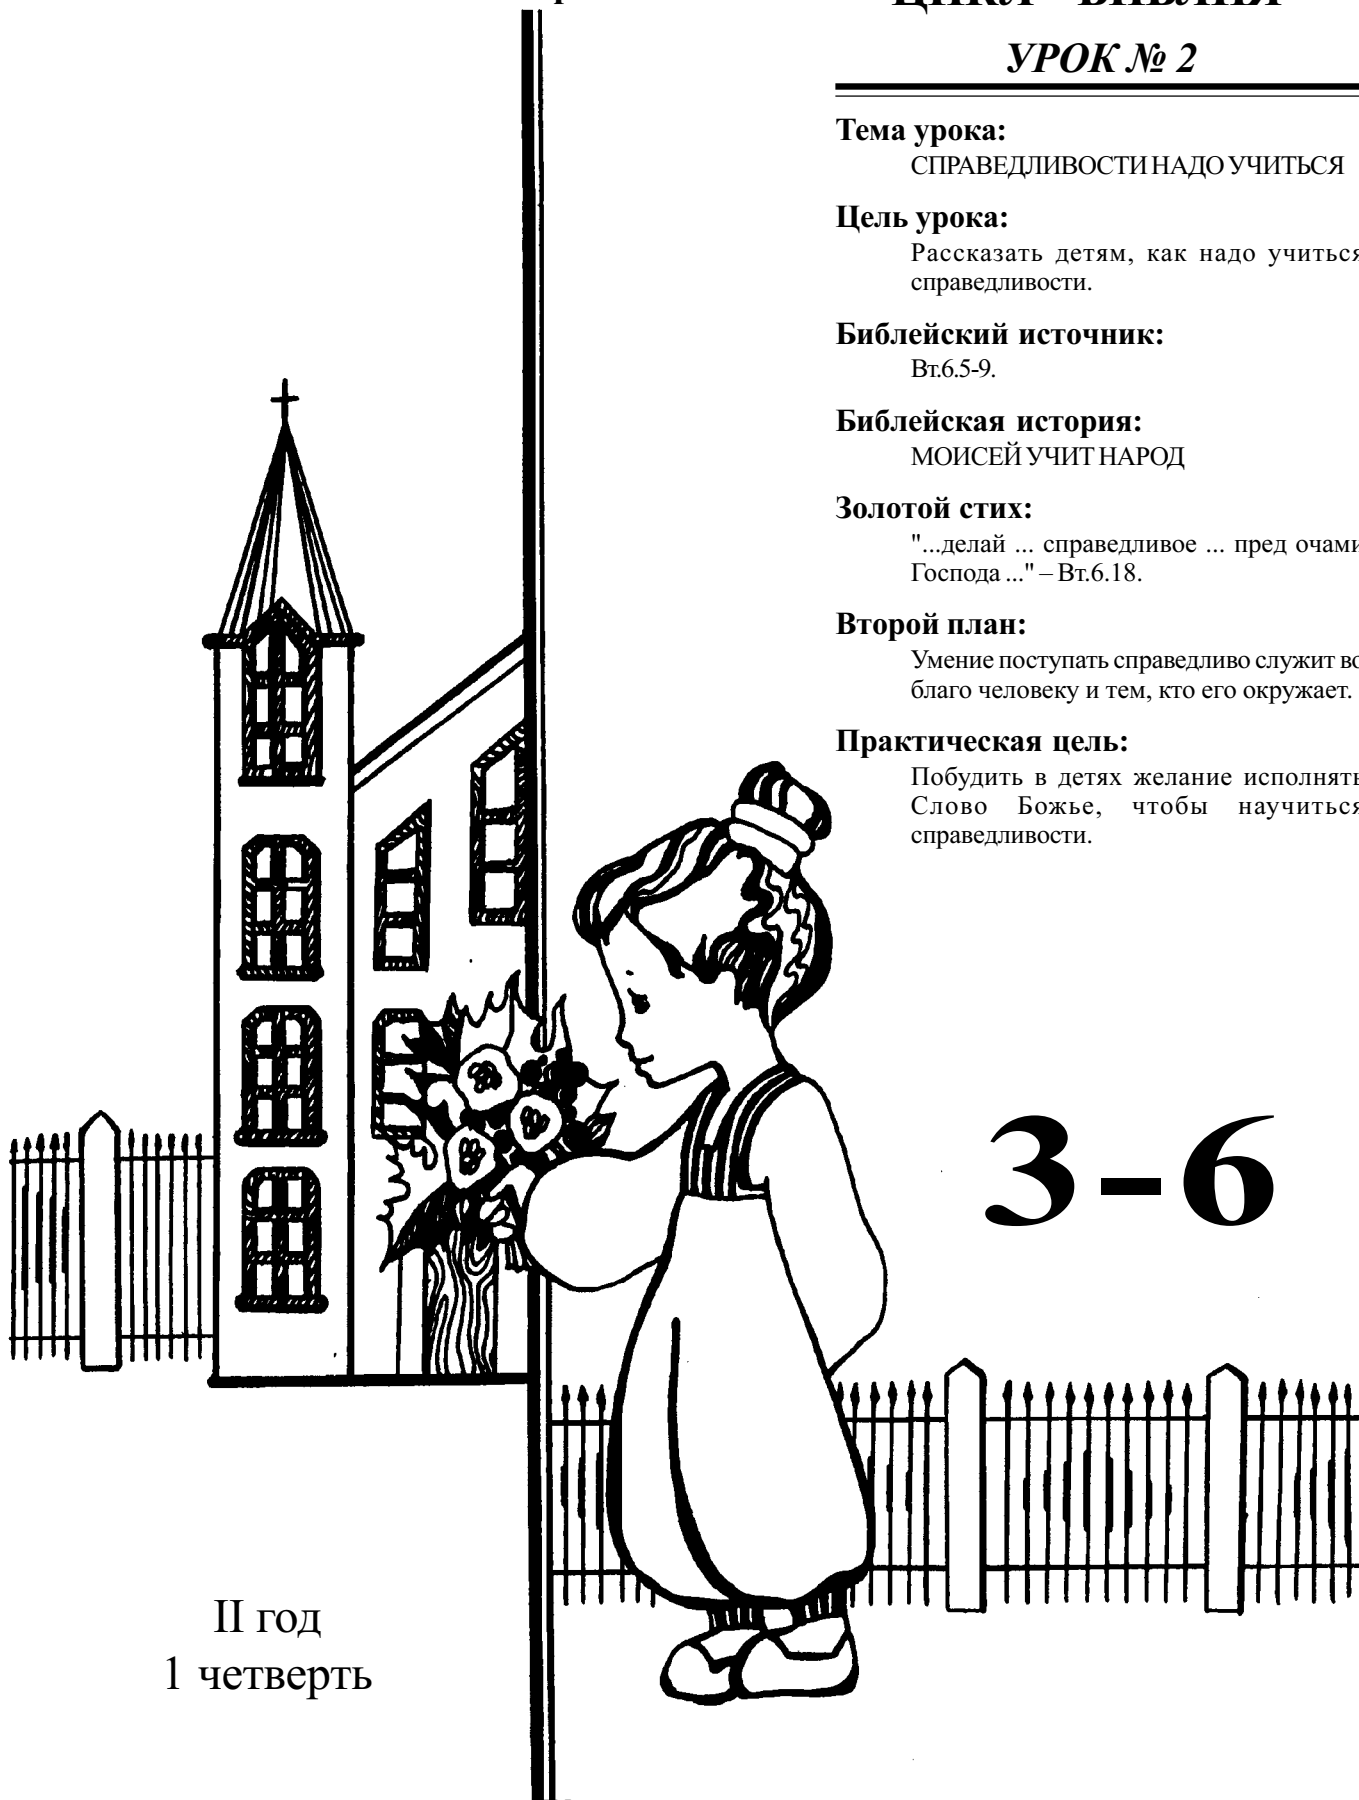 ЦИКЛ "БИБЛИЯ"
УРОК № 2
Тема урока:
СПРАВЕДЛИВОСТИ НАДО УЧИТЬСЯ
Цель урока:
Рассказать детям, как надо учиться
справедливости.
Библейский источник:
Вт.6.5-9.
Библейская история:
МОИСЕЙ УЧИТ НАРОД
Золотой стих:
"...делай ... справедливое ... пред очами
Господа ..." – Вт.6.18.
Второй план:
Умение поступать справедливо служит во
благо человеку и тем, кто его окружает.
Практическая цель:
Побудить в детях желание исполнять
Слово Божье, чтобы научиться
справедливости.
3-6
II год
1 четверть